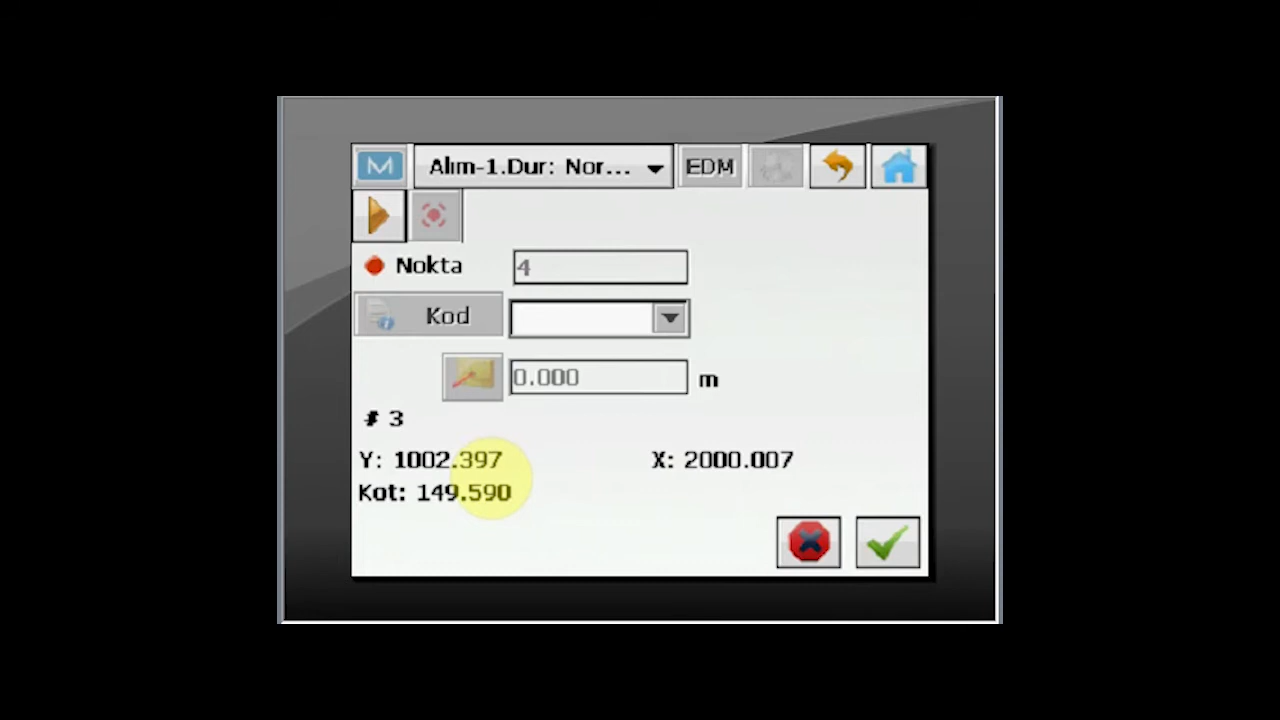 M Alım-1.Dur: Nor... EDM
Nokta 4
Kod
0.000 m
# 3
Y: 1002.397 X: 2000.007
Kot: 149.590